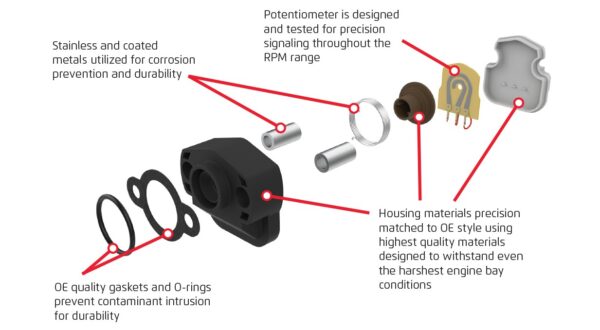 Potentiometer is designed
and tested for precision
signaling throughout the
RPM range
Stainless and coated
metals utilized for corrosion
prevention and durability
Housing materials precision
matched to OE style using
highest quality materials
designed to withstand even
the harshest engine bay
conditions
OE quality gaskets and O-rings
prevent contaminant intrusion
for durability